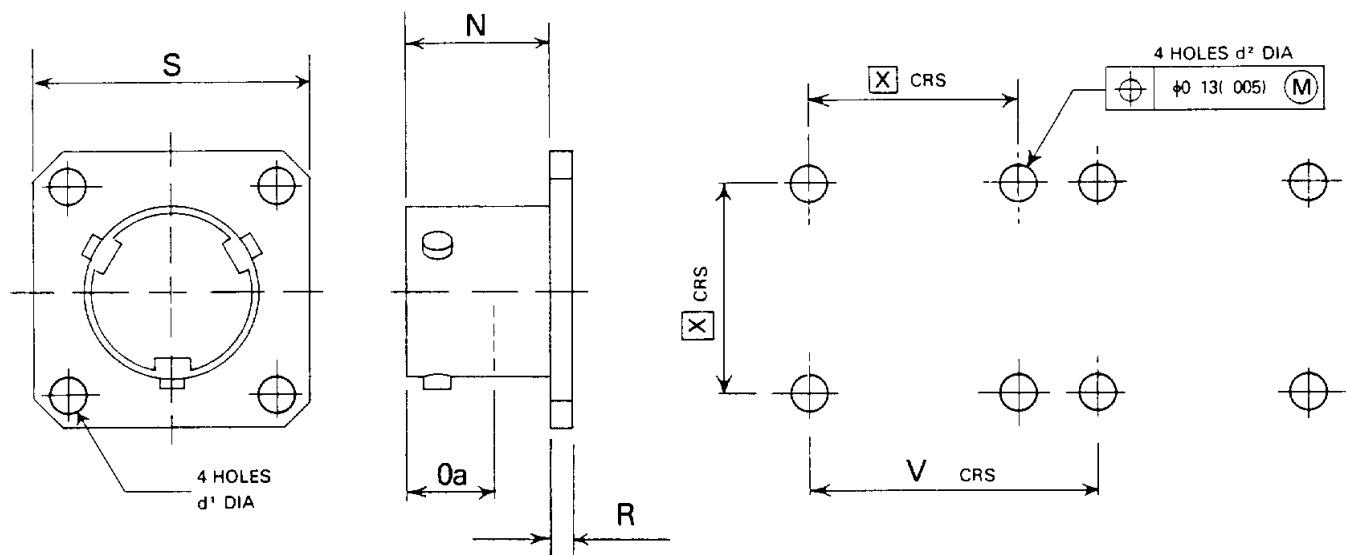 S
4 HOLES
d¹ DIA
N
0a
R
4 HOLES d² DIA
⌖ ϕ0 13( 005) Ⓜ
X CRS
X CRS
V CRS